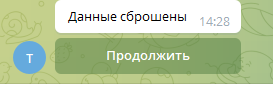 Данные сброшены
14:28
Продолжить
т